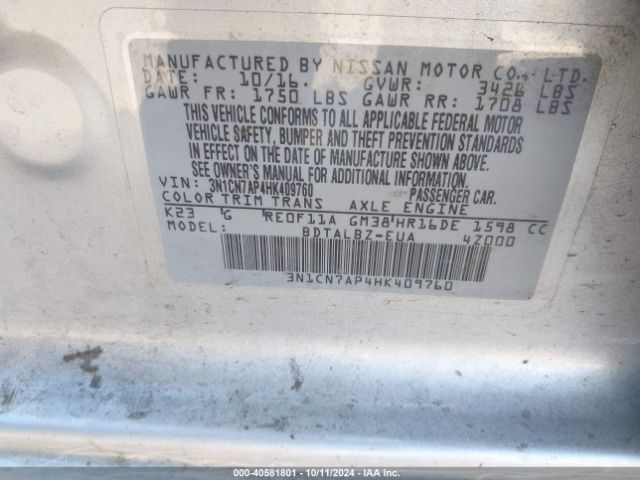 MANUFACTURED BY NISSAN MOTOR CO., LTD.
DATE: 10/16. GVWR: 3426 LBS
GAWR FR: 1750 LBS GAWR RR: 1708 LBS
THIS VEHICLE CONFORMS TO ALL APPLICABLE FEDERAL MOTOR
VEHICLE SAFETY, BUMPER AND THEFT PREVENTION STANDARDS
IN EFFECT ON THE DATE OF MANUFACTURE SHOWN ABOVE.
SEE OWNER'S MANUAL FOR ADDITIONAL INFORMATION.
VIN: 3N1CN7AP4HK409760 PASSENGER CAR.
COLOR TRIM TRANS AXLE ENGINE
K23 G RE0F11A GM38 HR16DE 1598 CC
MODEL: BDTALBZ-EUA 4Z000
3N1CN7AP4HK409760
000-40581801 - 10/11/2024 - IAAI.COM